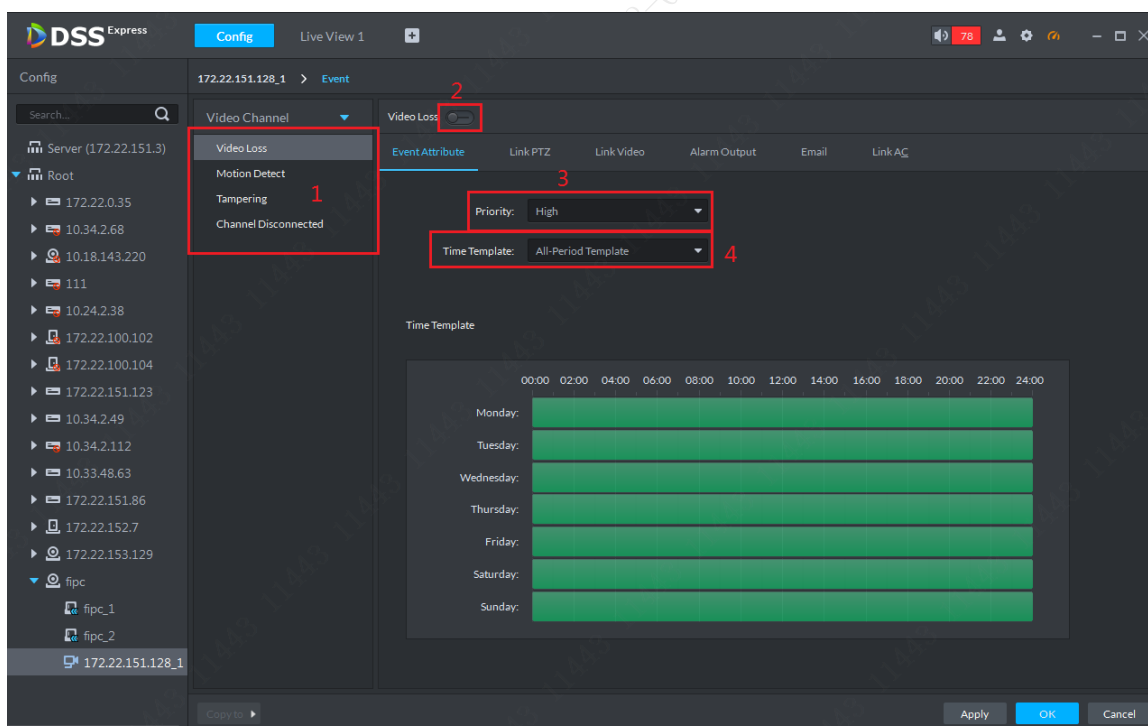 DSS Express
Config
Live View 1
78
Config
172.22.151.128_1 > Event
2
Search...
Video Channel
Video Loss
Server (172.22.151.3)
Video Loss
Event Attribute
Link PTZ
Link Video
Alarm Output
Email
Link AC
Root
Motion Detect
3
172.22.0.35
Tampering
1
Priority:
High
10.34.2.68
Channel Disconnected
10.18.143.220
Time Template:
All-Period Template
4
111
10.24.2.38
Time Template
172.22.100.102
172.22.100.104
00:00 02:00 04:00 06:00 08:00 10:00 12:00 14:00 16:00 18:00 20:00 22:00 24:00
172.22.151.123
Monday:
10.34.2.49
Tuesday:
10.34.2.112
10.33.48.63
Wednesday:
172.22.151.86
Thursday:
172.22.152.7
Friday:
172.22.153.129
Saturday:
fipc
fipc_1
Sunday:
fipc_2
172.22.151.128_1
Copy to
Apply
OK
Cancel
11443 11443